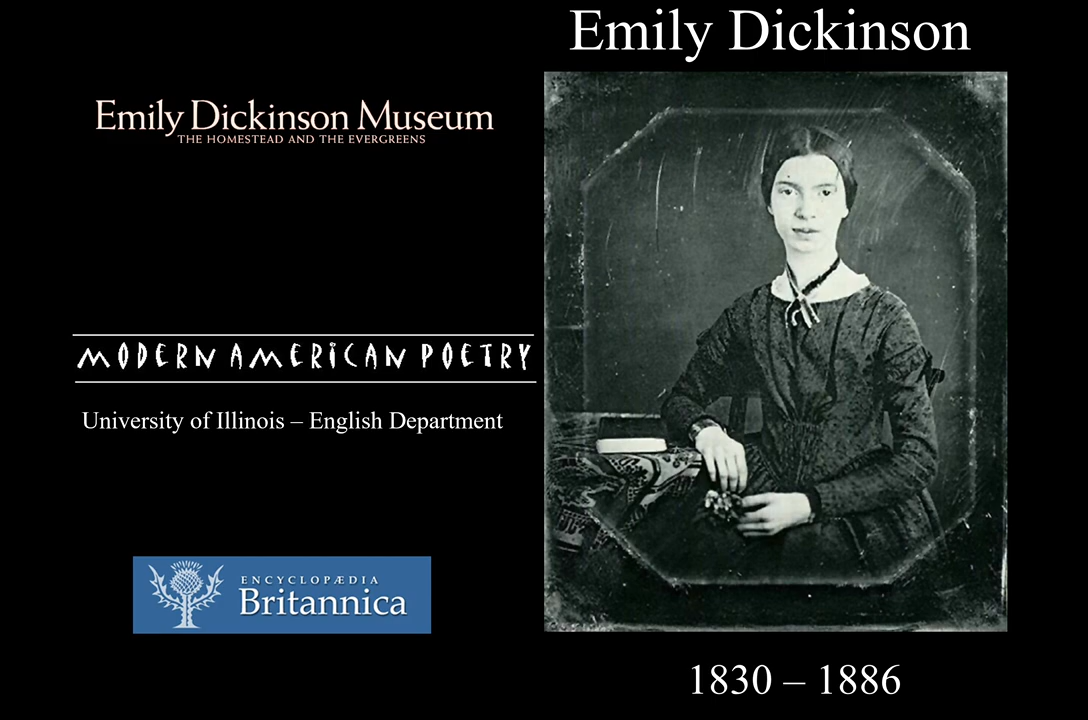 Emily Dickinson
Emily Dickinson Museum
THE HOMESTEAD AND THE EVERGREENS
MODERN AMERICAN POETRY
University of Illinois – English Department
ENCYCLOPÆDIA
Britannica
1830 – 1886